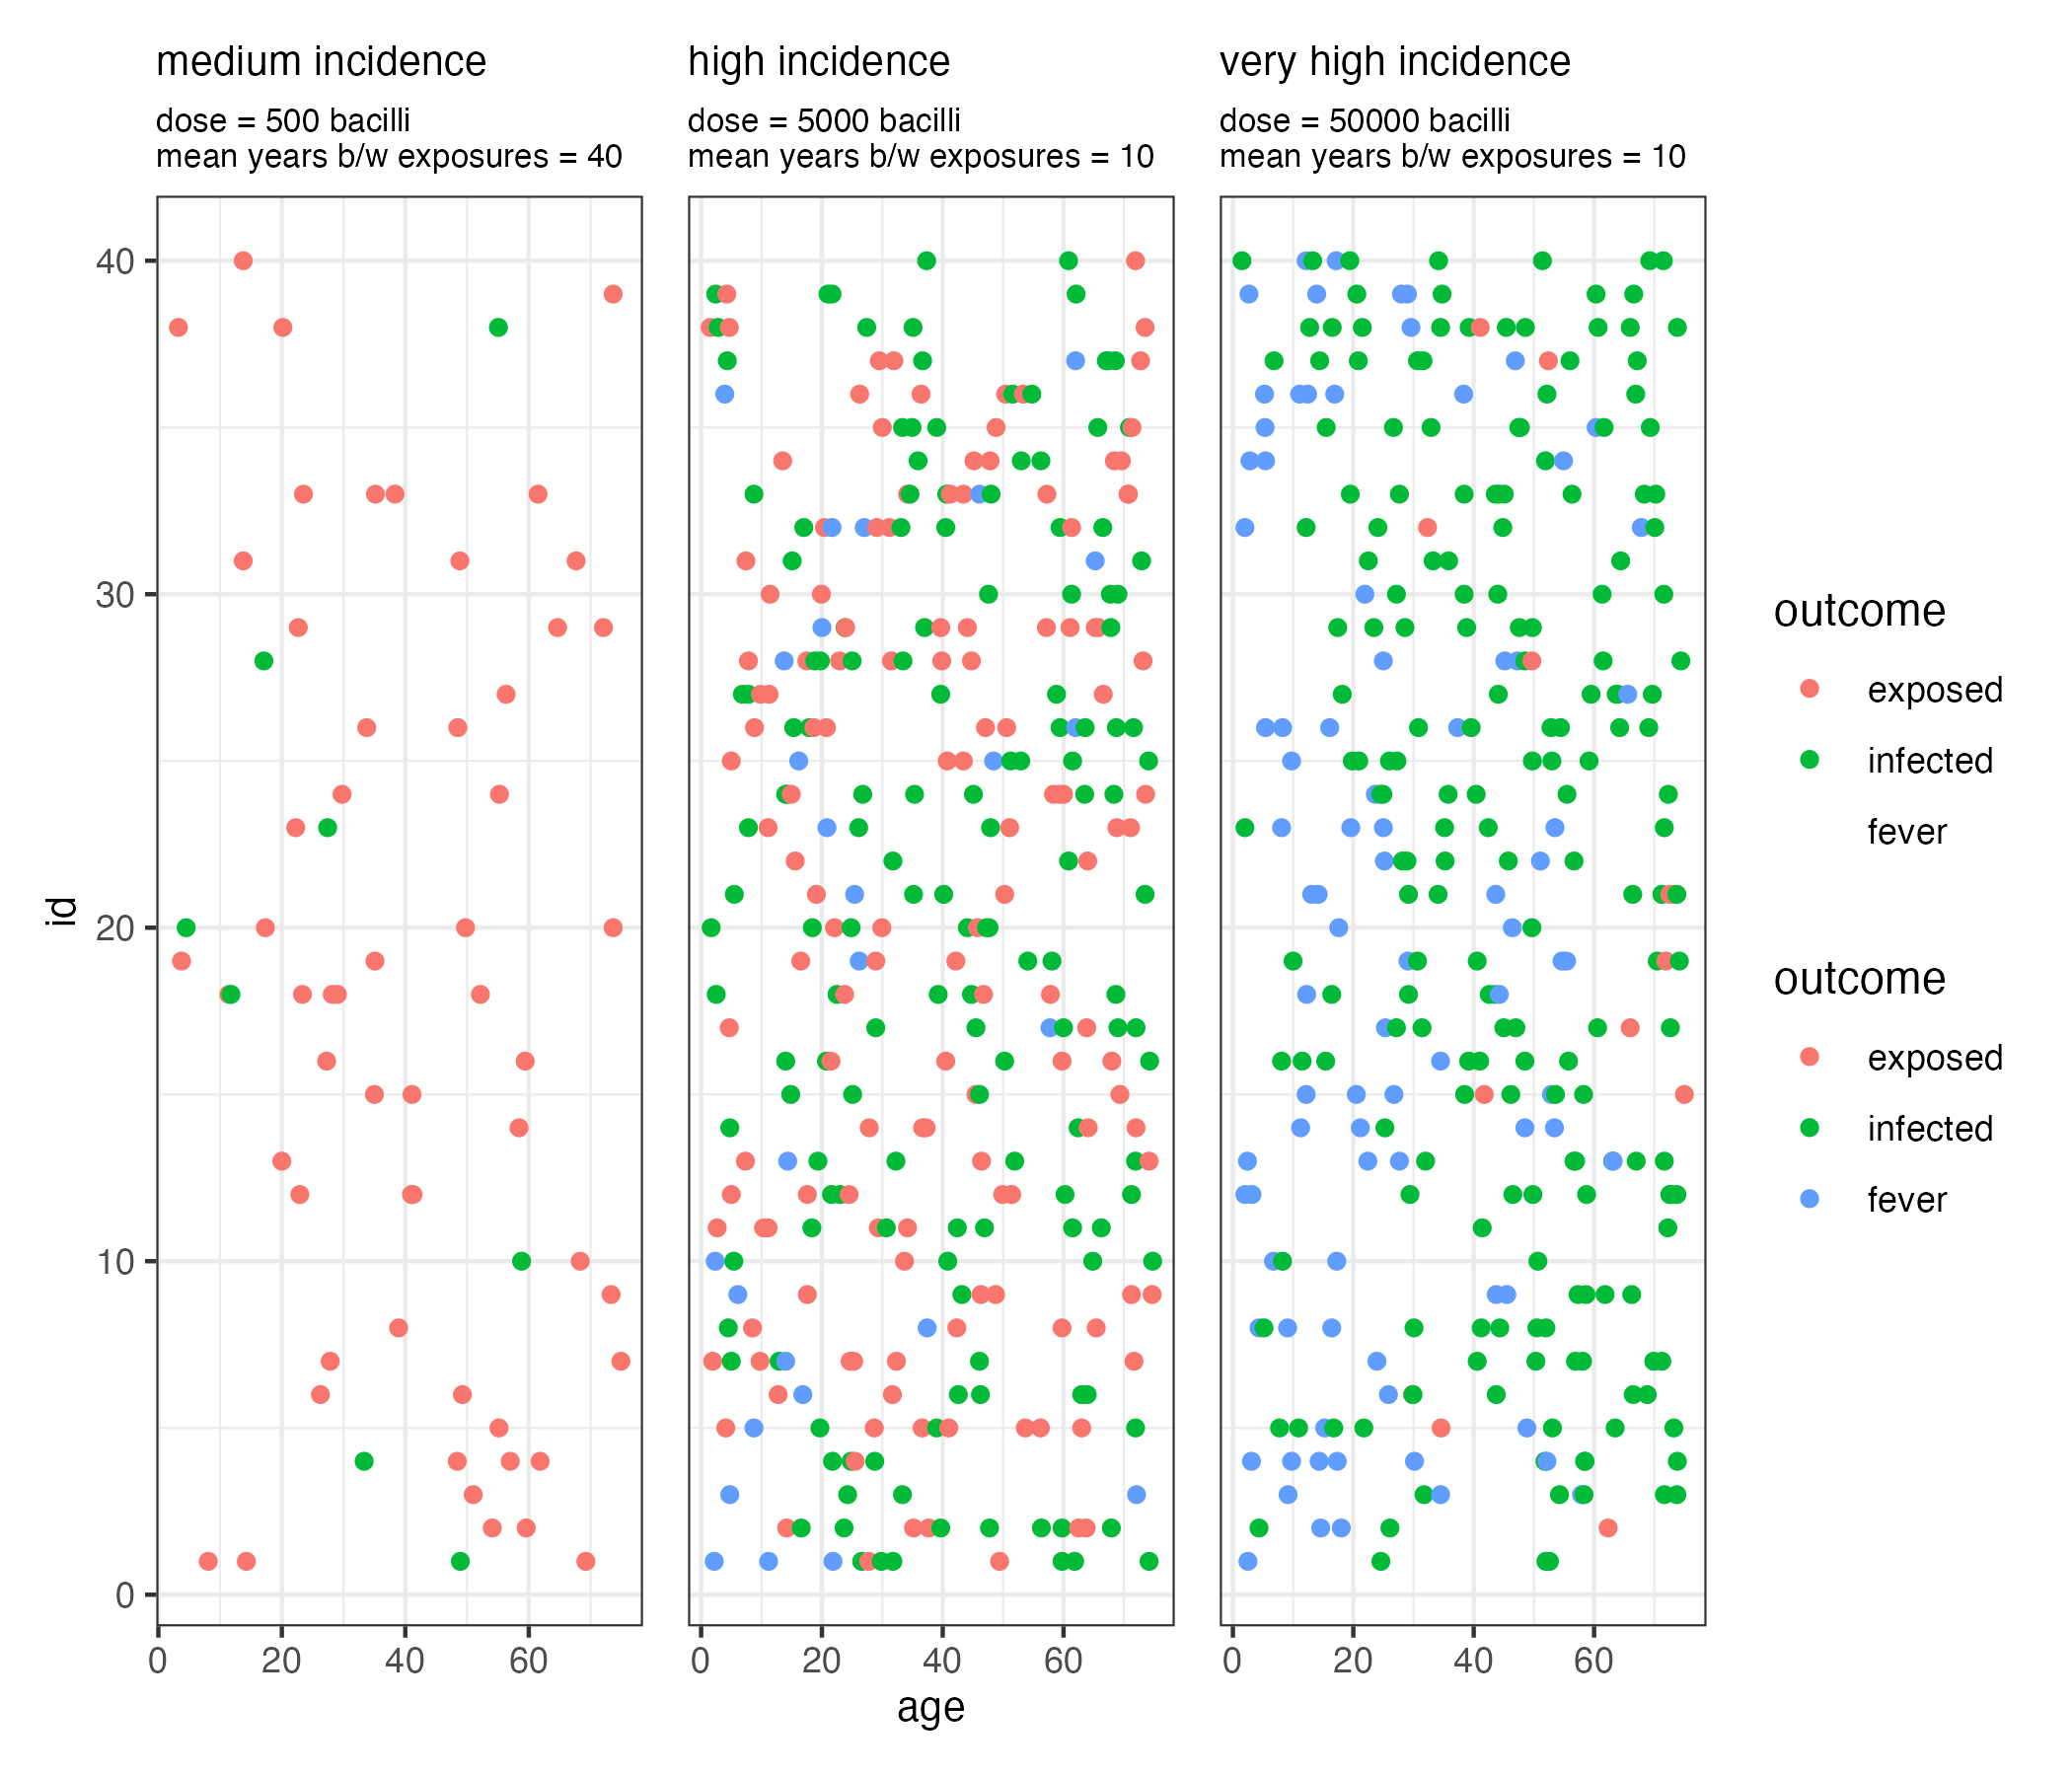 medium incidence
dose = 500 bacilli
mean years b/w exposures = 40
high incidence
dose = 5000 bacilli
mean years b/w exposures = 10
very high incidence
dose = 50000 bacilli
mean years b/w exposures = 10
id
40
30
20
10
0
0 20 40 60
0 20 40 60
0 20 40 60
age
outcome
exposed
infected
fever
outcome
exposed
infected
fever